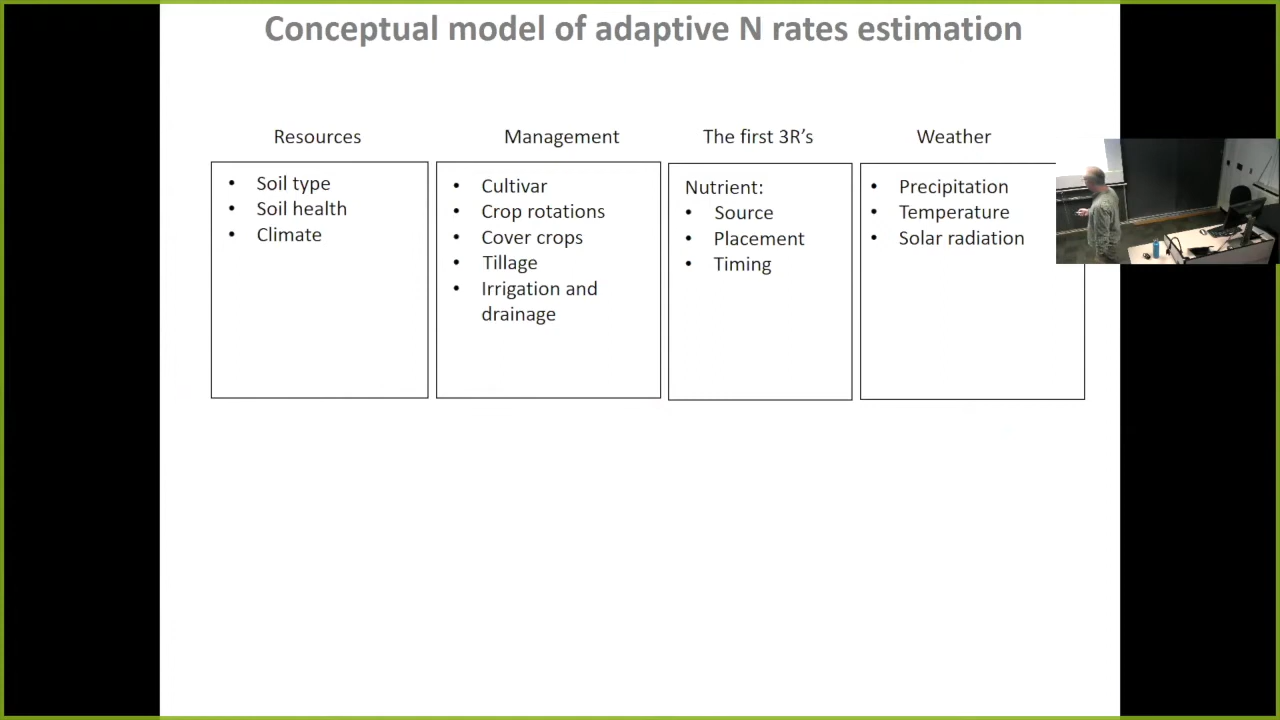 Conceptual model of adaptive N rates estimation
Resources
• Soil type
• Soil health
• Climate
Management
• Cultivar
• Crop rotations
• Cover crops
• Tillage
• Irrigation and
drainage
The first 3R's
Nutrient:
• Source
• Placement
• Timing
Weather
• Precipitation
• Temperature
• Solar radiation